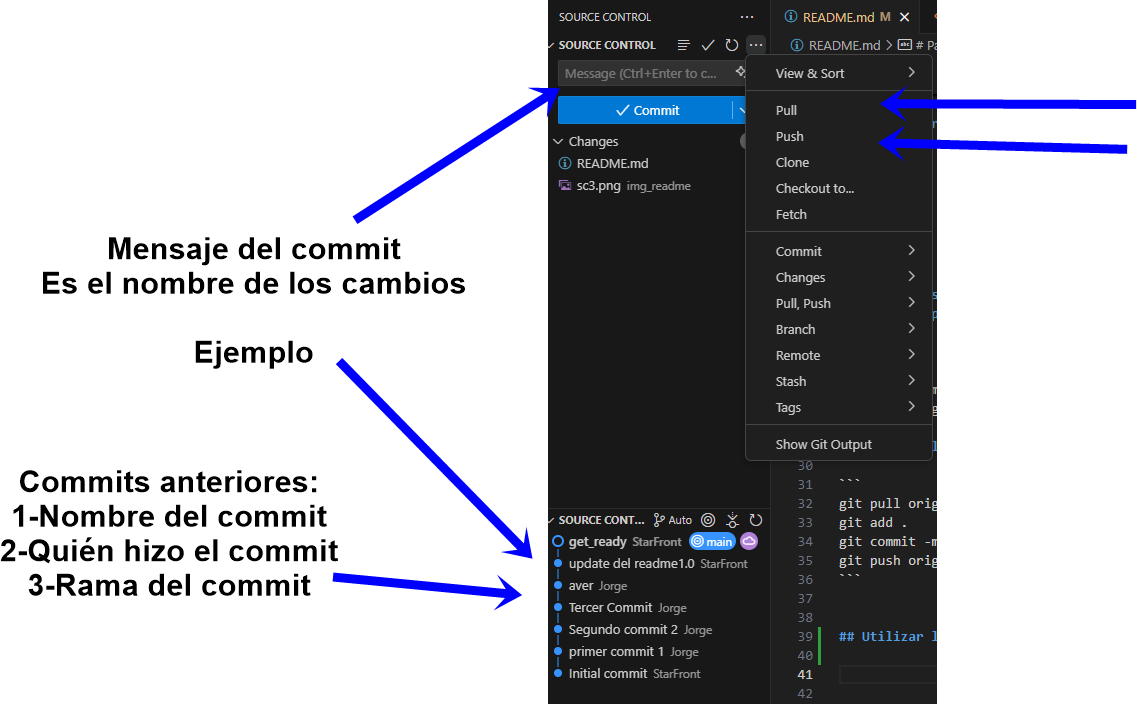 SOURCE CONTROL
SOURCE CONTROL
Message (Ctrl+Enter to c...
Commit
Changes
README.md
sc3.png img_readme
README.md M
README.md > # Pa
View & Sort
Pull
Push
Clone
Checkout to...
Fetch
Commit
Changes
Pull, Push
Branch
Remote
Stash
Tags
Show Git Output
Mensaje del commit
Es el nombre de los cambios
Ejemplo
Commits anteriores:
1-Nombre del commit
2-Quién hizo el commit
3-Rama del commit
SOURCE CONT... Auto
get_ready StarFront main
update del readme1.0 StarFront
aver Jorge
Tercer Commit Jorge
Segundo commit 2 Jorge
primer commit 1 Jorge
Initial commit StarFront
30
31 ```
32 git pull orig
33 git add .
34 git commit -m
35 git push orig
36 ```
37
38
39 ## Utilizar l
40
41
42